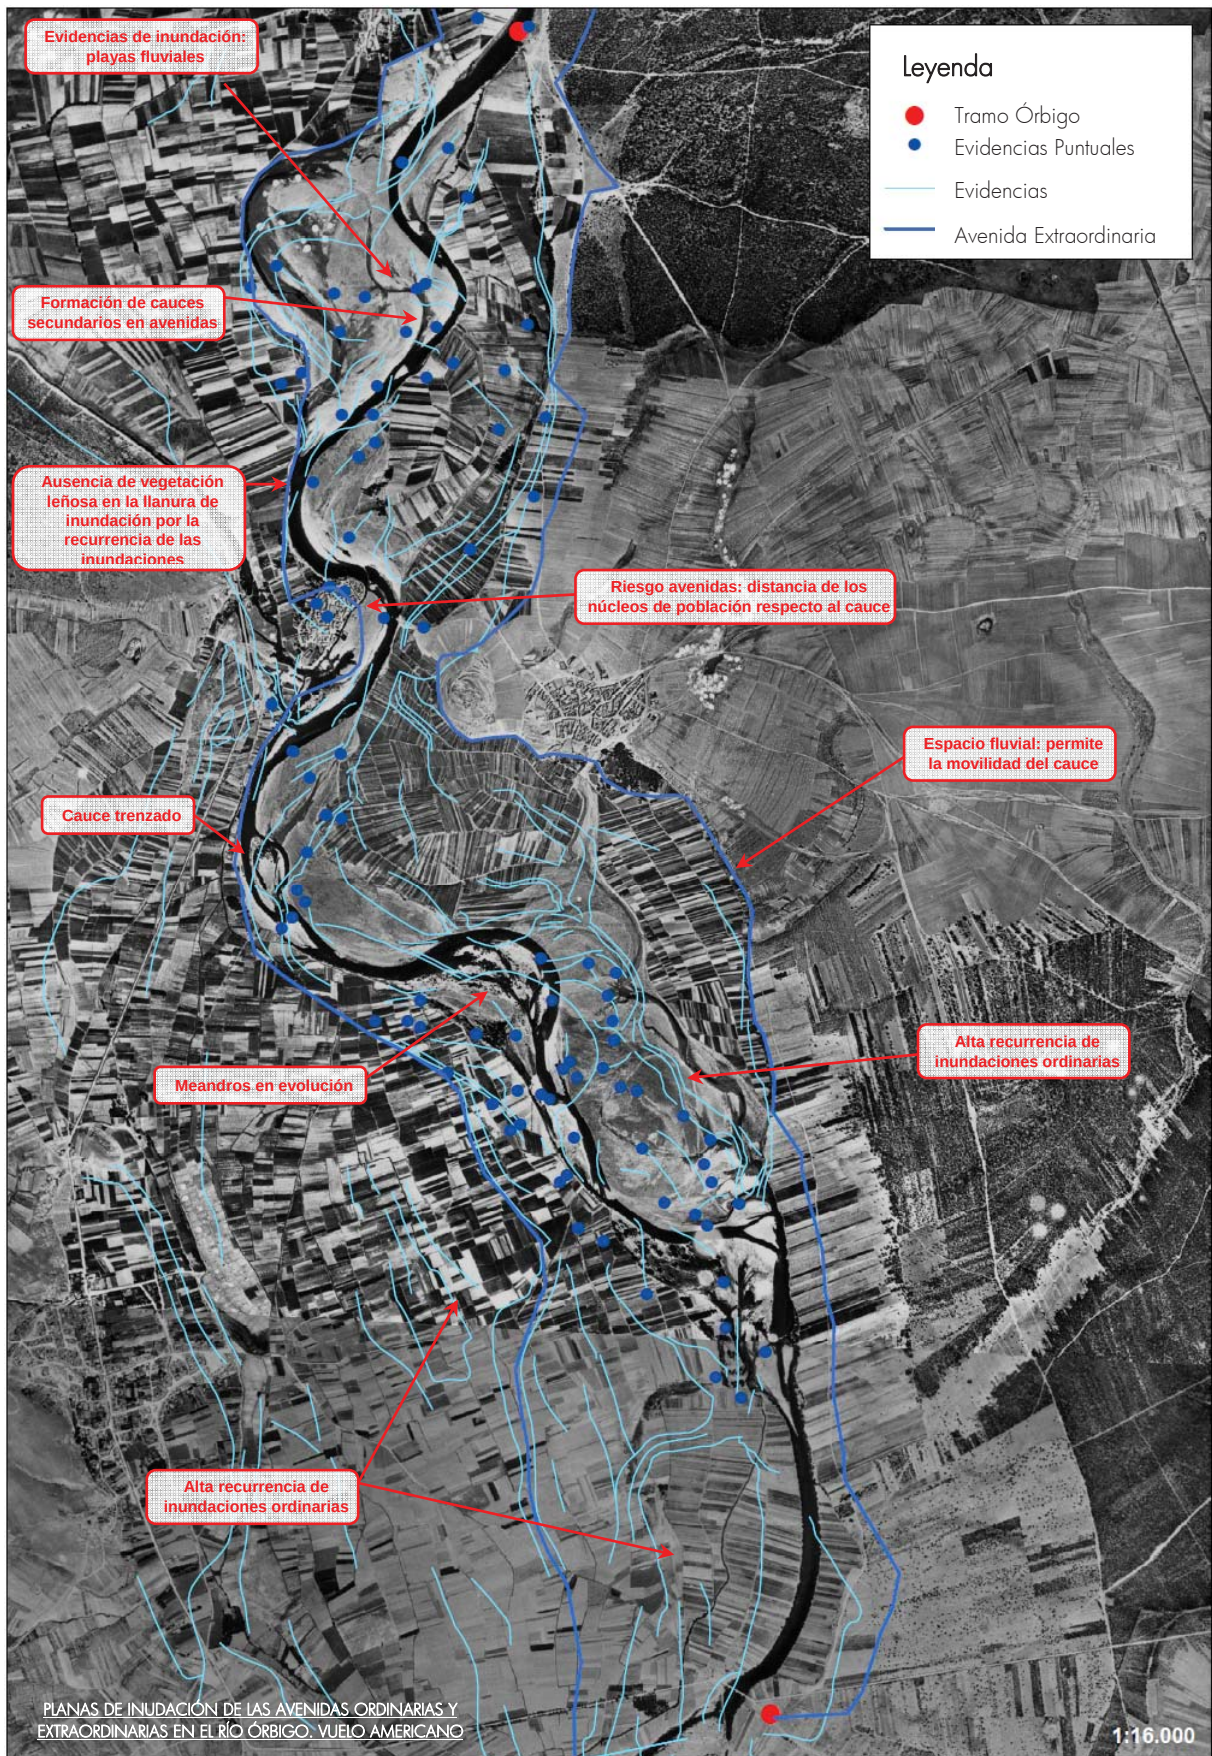 Evidencias de inundación:
playas fluviales
Leyenda
Tramo Órbigo
Evidencias Puntuales
Evidencias
Avenida Extraordinaria
Formación de cauces
secundarios en avenidas
Ausencia de vegetación
leñosa en la llanura de
inundación por la
recurrencia de las
inundaciones
Riesgo avenidas: distancia de los
núcleos de población respecto al cauce
Espacio fluvial: permite
la movilidad del cauce
Cauce trenzado
Alta recurrencia de
inundaciones ordinarias
Meandros en evolución
Alta recurrencia de
inundaciones ordinarias
PLANAS DE INUDACIÓN DE LAS AVENIDAS ORDINARIAS Y
EXTRAORDINARIAS EN EL RÍO ÓRBIGO. VUELO AMERICANO
1:16.000